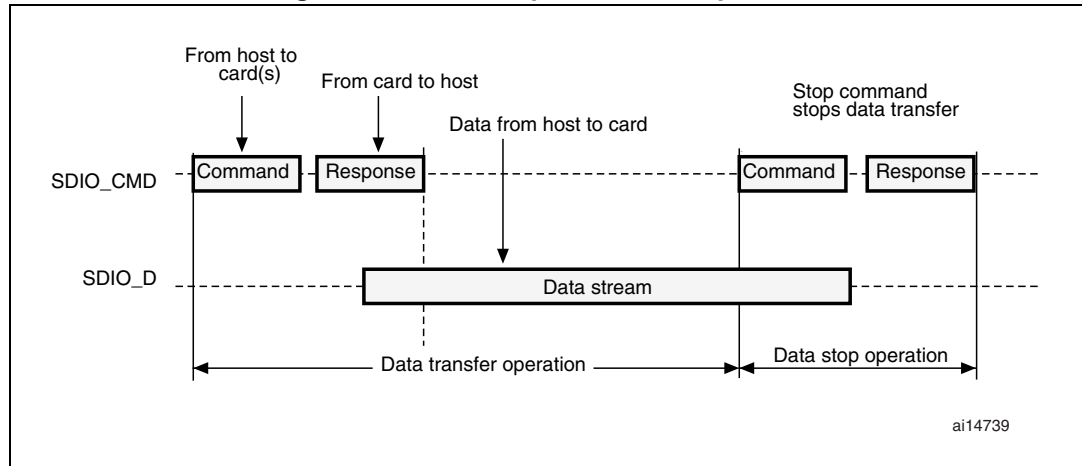 From host to
card(s)
From card to host
Data from host to card
Stop command
stops data transfer
SDIO_CMD
Command
Response
Command
Response
SDIO_D
Data stream
Data transfer operation
Data stop operation
ai14739